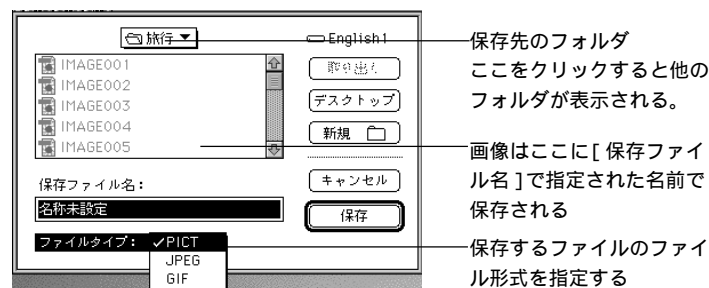 旅行▼
English1
IMAGE001
IMAGE002
IMAGE003
IMAGE004
IMAGE005
取り出し
デスクトップ
新規
保存ファイル名：
キャンセル
名称未設定
保存
ファイルタイプ：
✓PICT
JPEG
GIF
保存先のフォルダ
ここをクリックすると他の
フォルダが表示される。
画像はここに[ 保存ファイ
ル名 ]で指定された名前で
保存される
保存するファイルのファイ
ル形式を指定する